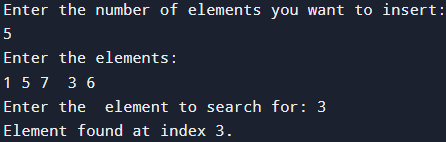 Enter the number of elements you want to insert:
5
Enter the elements:
1 5 7  3 6
Enter the  element to search for: 3
Element found at index 3.